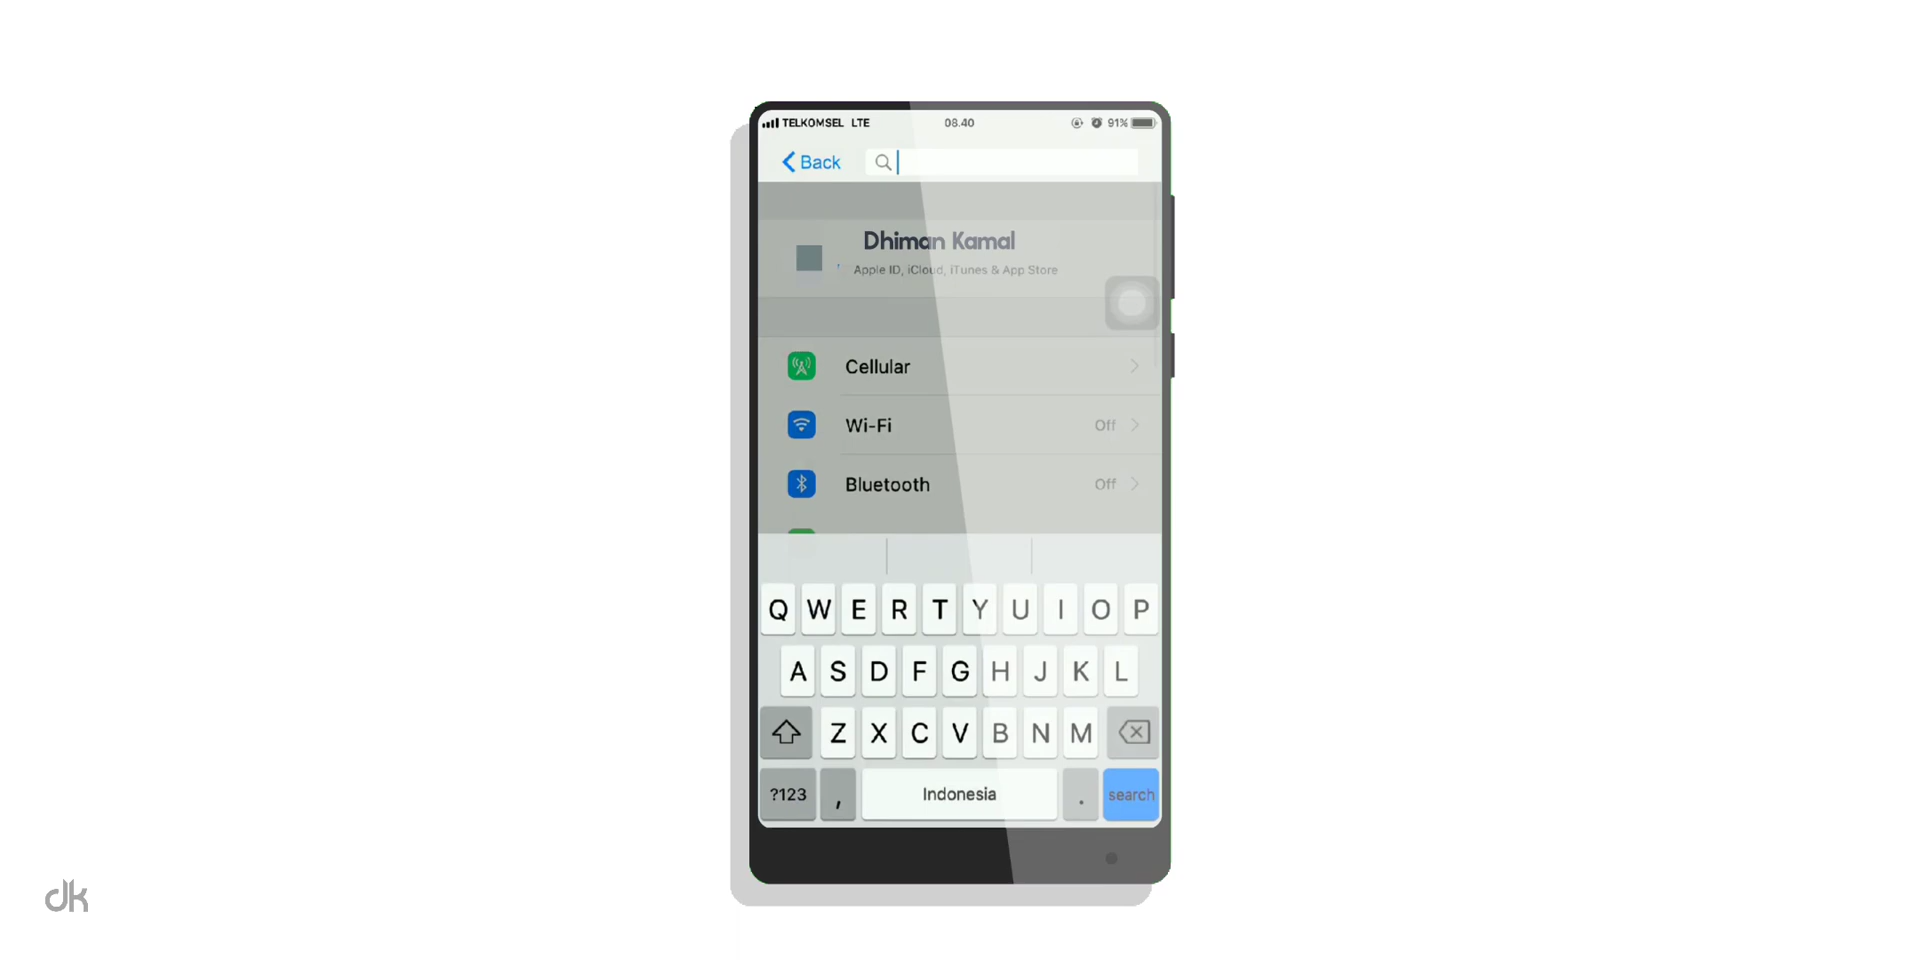 TELKOMSEL LTE 08.40 91%
Back
Dhiman Kamal
Apple ID, iCloud, iTunes & App Store
Cellular
Wi-Fi Off
Bluetooth Off
Q W E R T Y U I O P
A S D F G H J K L
Z X C V B N M
?123 , Indonesia . search
dk